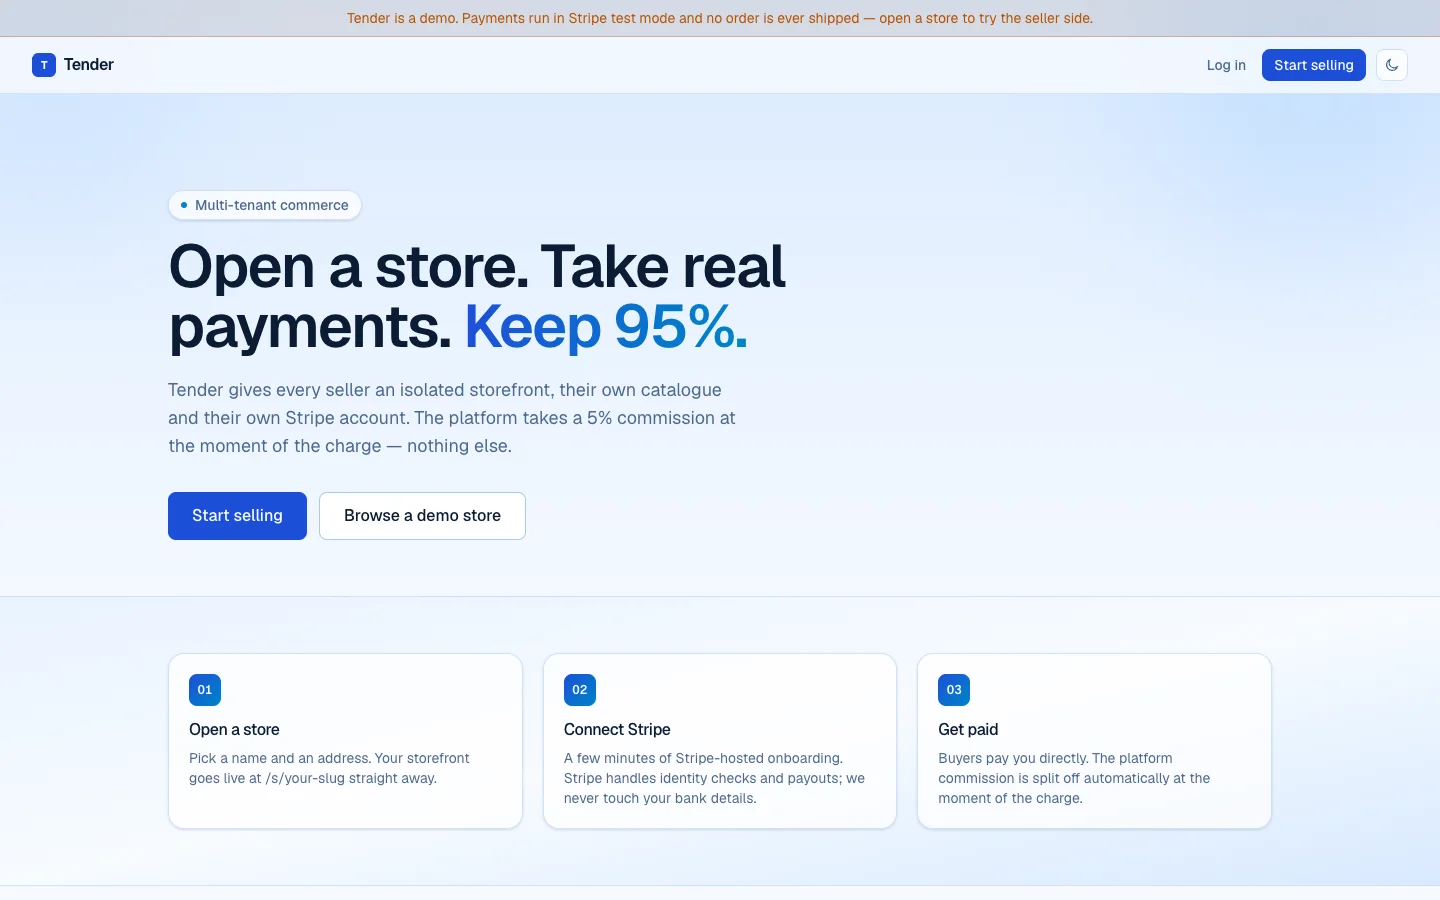 Tender is a demo. Payments run in Stripe test mode and no order is ever shipped — open a store to try the seller side.
T Tender
Log in
Start selling
Multi-tenant commerce
Open a store. Take real
payments. Keep 95%.
Tender gives every seller an isolated storefront, their own catalogue
and their own Stripe account. The platform takes a 5% commission at
the moment of the charge — nothing else.
Start selling
Browse a demo store
01
Open a store
Pick a name and an address. Your storefront
goes live at /s/your-slug straight away.
02
Connect Stripe
A few minutes of Stripe-hosted onboarding.
Stripe handles identity checks and payouts; we
never touch your bank details.
03
Get paid
Buyers pay you directly. The platform
commission is split off automatically at the
moment of the charge.